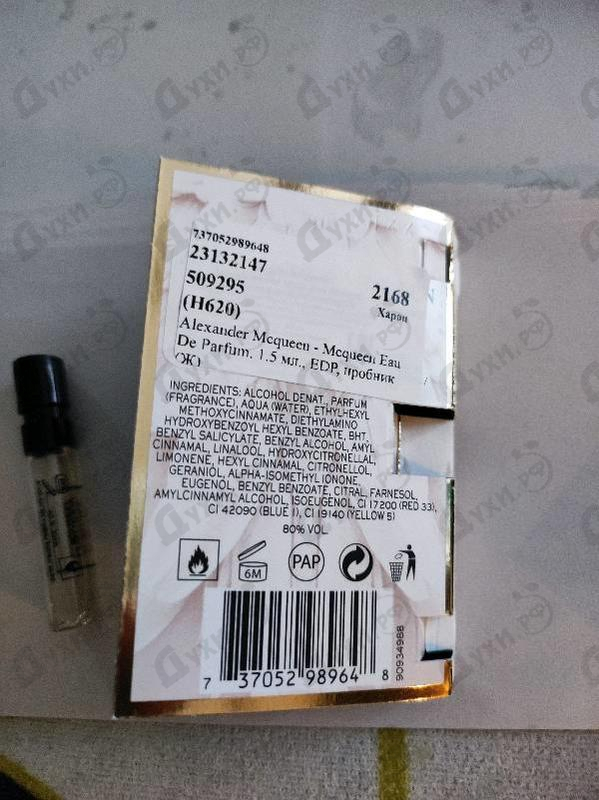 737052989648
23132147
509295
2168
(H620)
Харон
Alexander Mcqueen - Mcqueen Eau
De Parfum. 1.5 мл., EDP, пробник
(Ж)
INGREDIENTS: ALCOHOL DENAT., PARFUM
(FRAGRANCE), AQUA (WATER), ETHYLHEXYL
METHOXYCINNAMATE, DIETHYLAMINO
HYDROXYBENZOYL HEXYL BENZOATE, BHT,
BENZYL SALICYLATE, BENZYL ALCOHOL, AMYL
CINNAMAL, LINALOOL, HYDROXYCITRONELLAL,
LIMONENE, HEXYL CINNAMAL, CITRONELLOL,
GERANIOL, ALPHA-ISOMETHYL IONONE,
EUGENOL, BENZYL BENZOATE, CITRAL, FARNESOL,
AMYLCINNAMYL ALCOHOL, ISOEUGENOL, CI 17200 (RED 33),
CI 42090 (BLUE 1), CI 19140 (YELLOW 5)
80% VOL.
6M
PAP
7 37052 98964 8
90934988
Духи.РФ